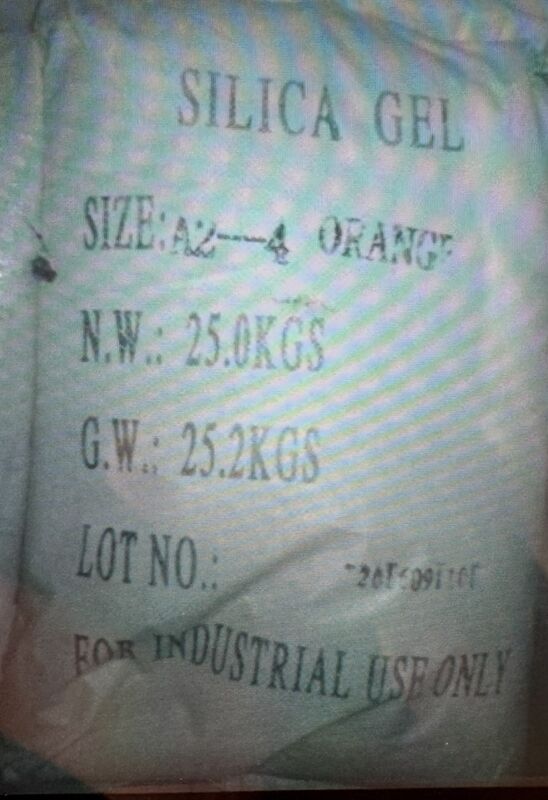 SILICA GEL
SIZE: A2---4 ORANGE
N.W.: 25.0KGS
G.W.: 25.2KGS
LOT NO.:
FOR INDUSTRIAL USE ONLY